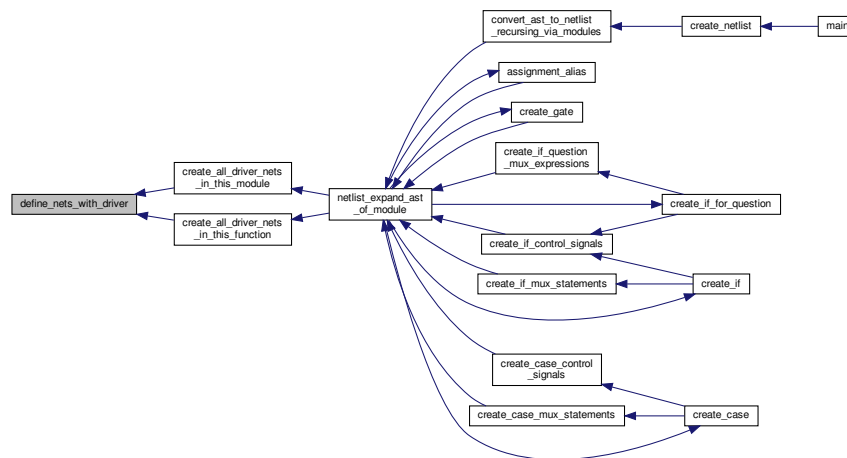 define_nets_with_driver
create_all_driver_nets
_in_this_module
create_all_driver_nets
_in_this_function
netlist_expand_ast
_of_module
convert_ast_to_netlist
_recursing_via_modules
create_netlist
main
assignment_alias
create_gate
create_if_question
_mux_expressions
create_if_for_question
create_if_control_signals
create_if_mux_statements
create_if
create_case_control
_signals
create_case_mux_statements
create_case